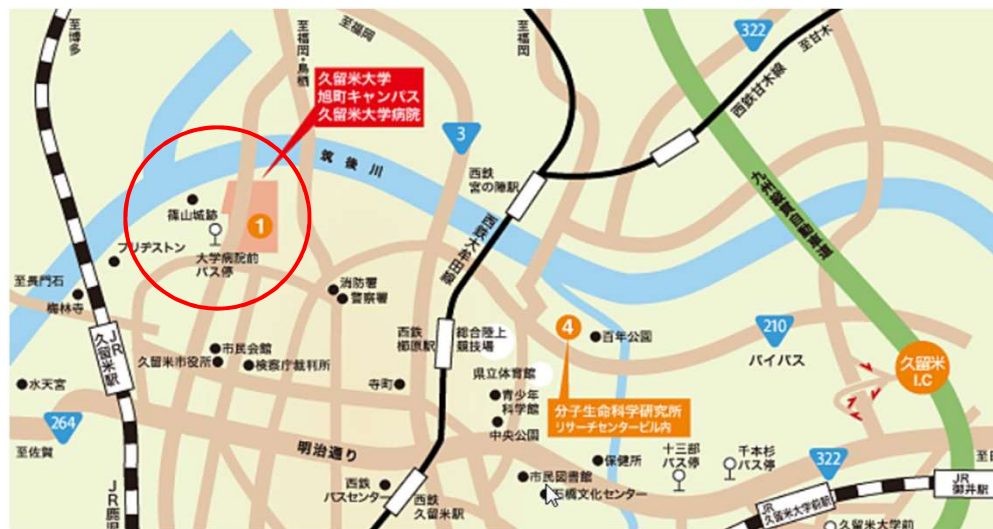 至博多
至福岡・鳥栖
至福岡
至福岡
322
至甘木
西鉄甘木線
久留米大学
旭町キャンパス
久留米大学病院
3
筑後川
西鉄
宮の陣駅
西鉄大牟田線
九州縦貫自動車道
篠山城跡
1
大学病院前
バス停
ブリヂストン
至長門石
梅林寺
JR
久留米駅
消防署
警察署
西鉄
櫛原駅
総合陸上
競技場
4
百年公園
210
バイパス
久留米
I.C
市民会館
久留米市役所
検察庁裁判所
水天宮
寺町
県立体育館
青少年
科学館
中央公園
分子生命科学研究所
リサーチセンタービル内
264
至佐賀
明治通り
保健所
十三部
バス停
千本杉
バス停
322
市民図書館
石橋文化センター
西鉄
バスセンター
西鉄
久留米駅
JR
久留米大学前駅
JR
御井駅
久留米大学前
JR鹿児